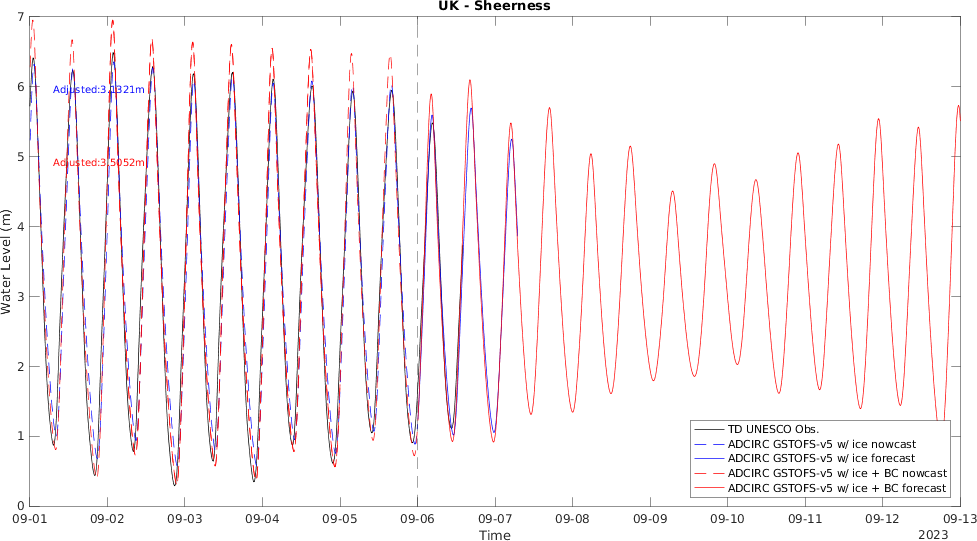 UK - Sheerness
7
6
5
4
3
2
1
0
Water Level (m)
Adjusted:3.1321m
Adjusted:3.5052m
TD UNESCO Obs.
ADCIRC GSTOFS-v5 w/ ice nowcast
ADCIRC GSTOFS-v5 w/ ice forecast
ADCIRC GSTOFS-v5 w/ ice + BC nowcast
ADCIRC GSTOFS-v5 w/ ice + BC forecast
09-01 09-02 09-03 09-04 09-05 09-06 09-07 09-08 09-09 09-10 09-11 09-12 09-13
Time
2023